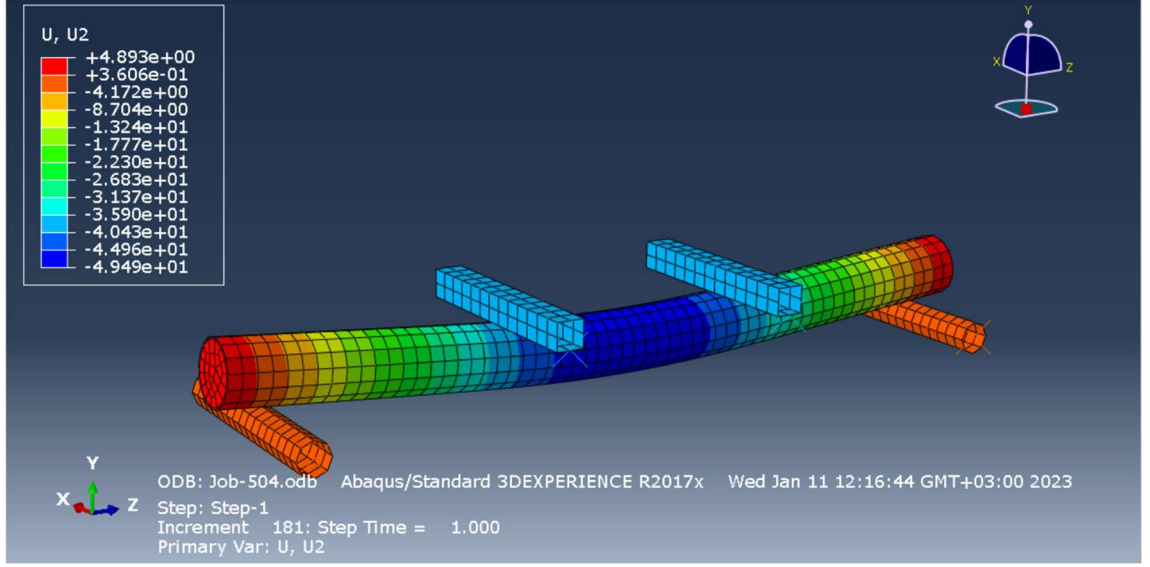 U, U2
+4.893e+00
+3.606e-01
-4.172e+00
-8.704e+00
-1.324e+01
-1.777e+01
-2.230e+01
-2.683e+01
-3.137e+01
-3.590e+01
-4.043e+01
-4.496e+01
-4.949e+01
Y
X
Z
Y
X
Z
ODB: Job-504.odb Abaqus/Standard 3DEXPERIENCE R2017x Wed Jan 11 12:16:44 GMT+03:00 2023
Step: Step-1
Increment 181: Step Time = 1.000
Primary Var: U, U2